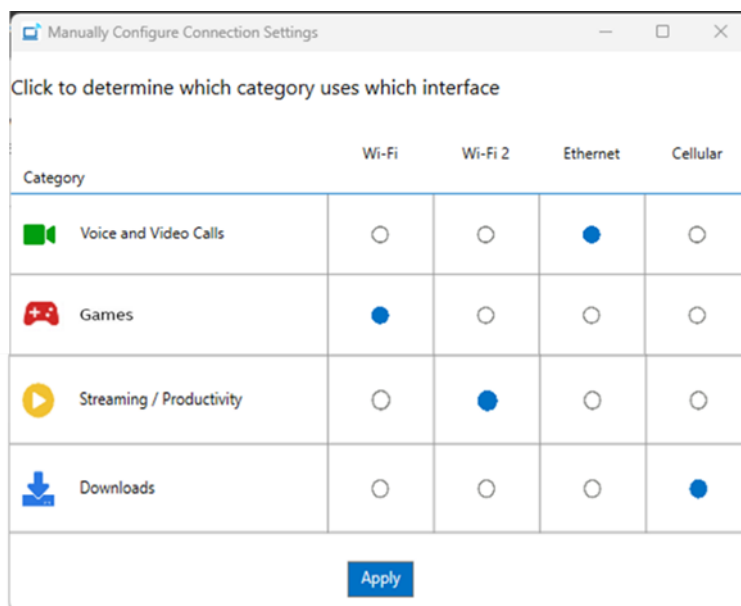 Manually Configure Connection Settings
Click to determine which category uses which interface
Category Wi-Fi Wi-Fi 2 Ethernet Cellular
Voice and Video Calls
Games
Streaming / Productivity
Downloads
Apply